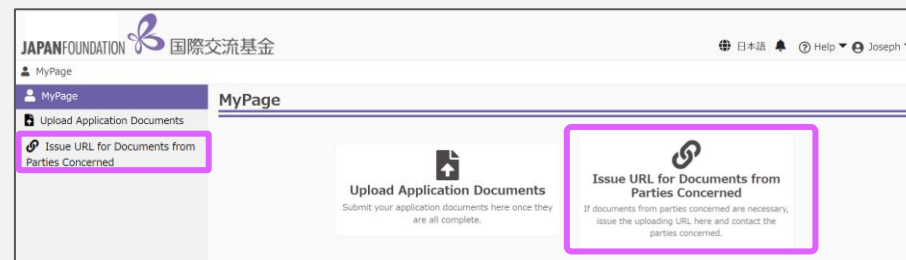 JAPANFOUNDATION 国際交流基金
日本語 Help Joseph
MyPage
MyPage
MyPage
Upload Application Documents
Issue URL for Documents from
Parties Concerned
Upload Application Documents
Submit your application documents here once they
are all complete.
Issue URL for Documents from
Parties Concerned
If documents from parties concerned are necessary,
issue the uploading URL here and contact the
parties concerned.